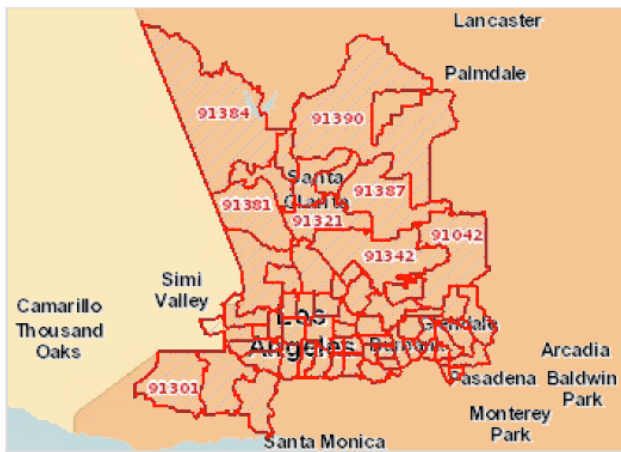 Lancaster
Palmdale
91384
91390
Santa
Clarita
91387
91381
91321
91042
91342
Simi
Valley
Camarillo
Thousand
Oaks
Los
Angeles
Glendale
Burbank
Arcadia
Pasadena
Baldwin
Park
91301
Monterey
Park
Santa Monica